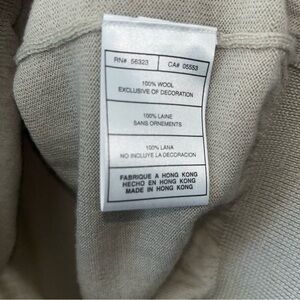 RN# 56323 CA# 05553
100% WOOL
EXCLUSIVE OF DECORATION
100% LAINE
SANS ORNEMENTS
100% LANA
NO INCLUYE LA DECORACION
FABRIQUE A HONG KONG
HECHO EN HONG KONG
MADE IN HONG KONG